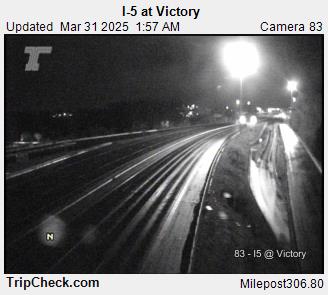 I-5 at Victory
Updated Mar 31 2025 1:57 AM Camera 83
T
N
83 - I5 @ Victory
TripCheck.com Milepost306.80